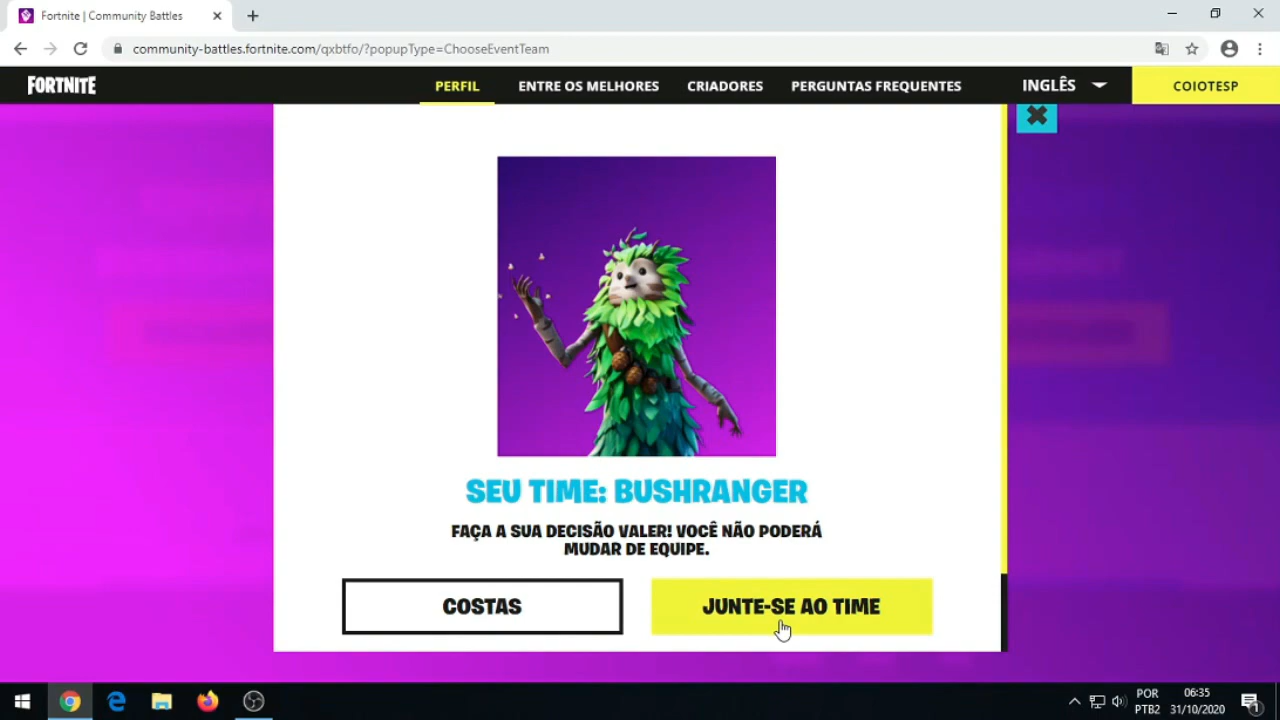 Fortnite | Community Battles
community-battles.fortnite.com/qxbtfo/?popupType=ChooseEventTeam
FORTNITE
PERFIL
ENTRE OS MELHORES
CRIADORES
PERGUNTAS FREQUENTES
INGLÊS
COIOTESP
SEU TIME: BUSHRANGER
FAÇA A SUA DECISÃO VALER! VOCÊ NÃO PODERÁ
MUDAR DE EQUIPE.
COSTAS
JUNTE-SE AO TIME
POR
PTB2
06:35
31/10/2020
1